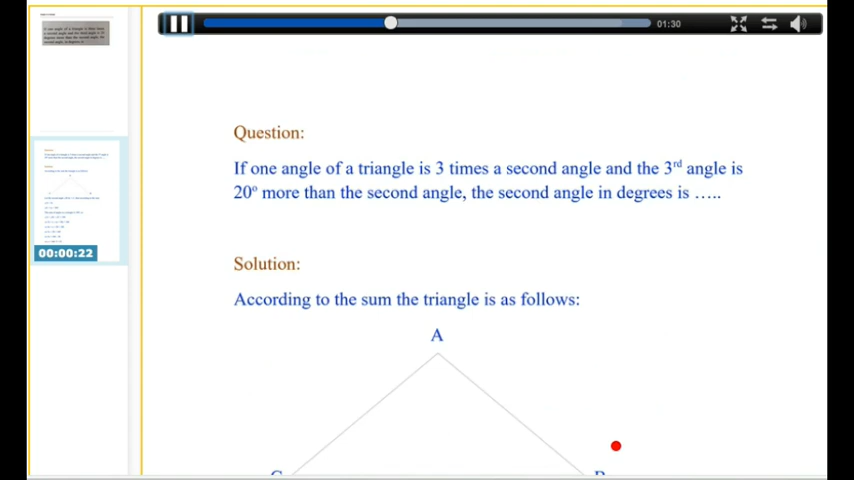 01:30
Question:
If one angle of a triangle is 3 times a second angle and the 3rd angle is
20º more than the second angle, the second angle in degrees is …..
00:00:22
Solution:
According to the sum the triangle is as follows:
A
C
B